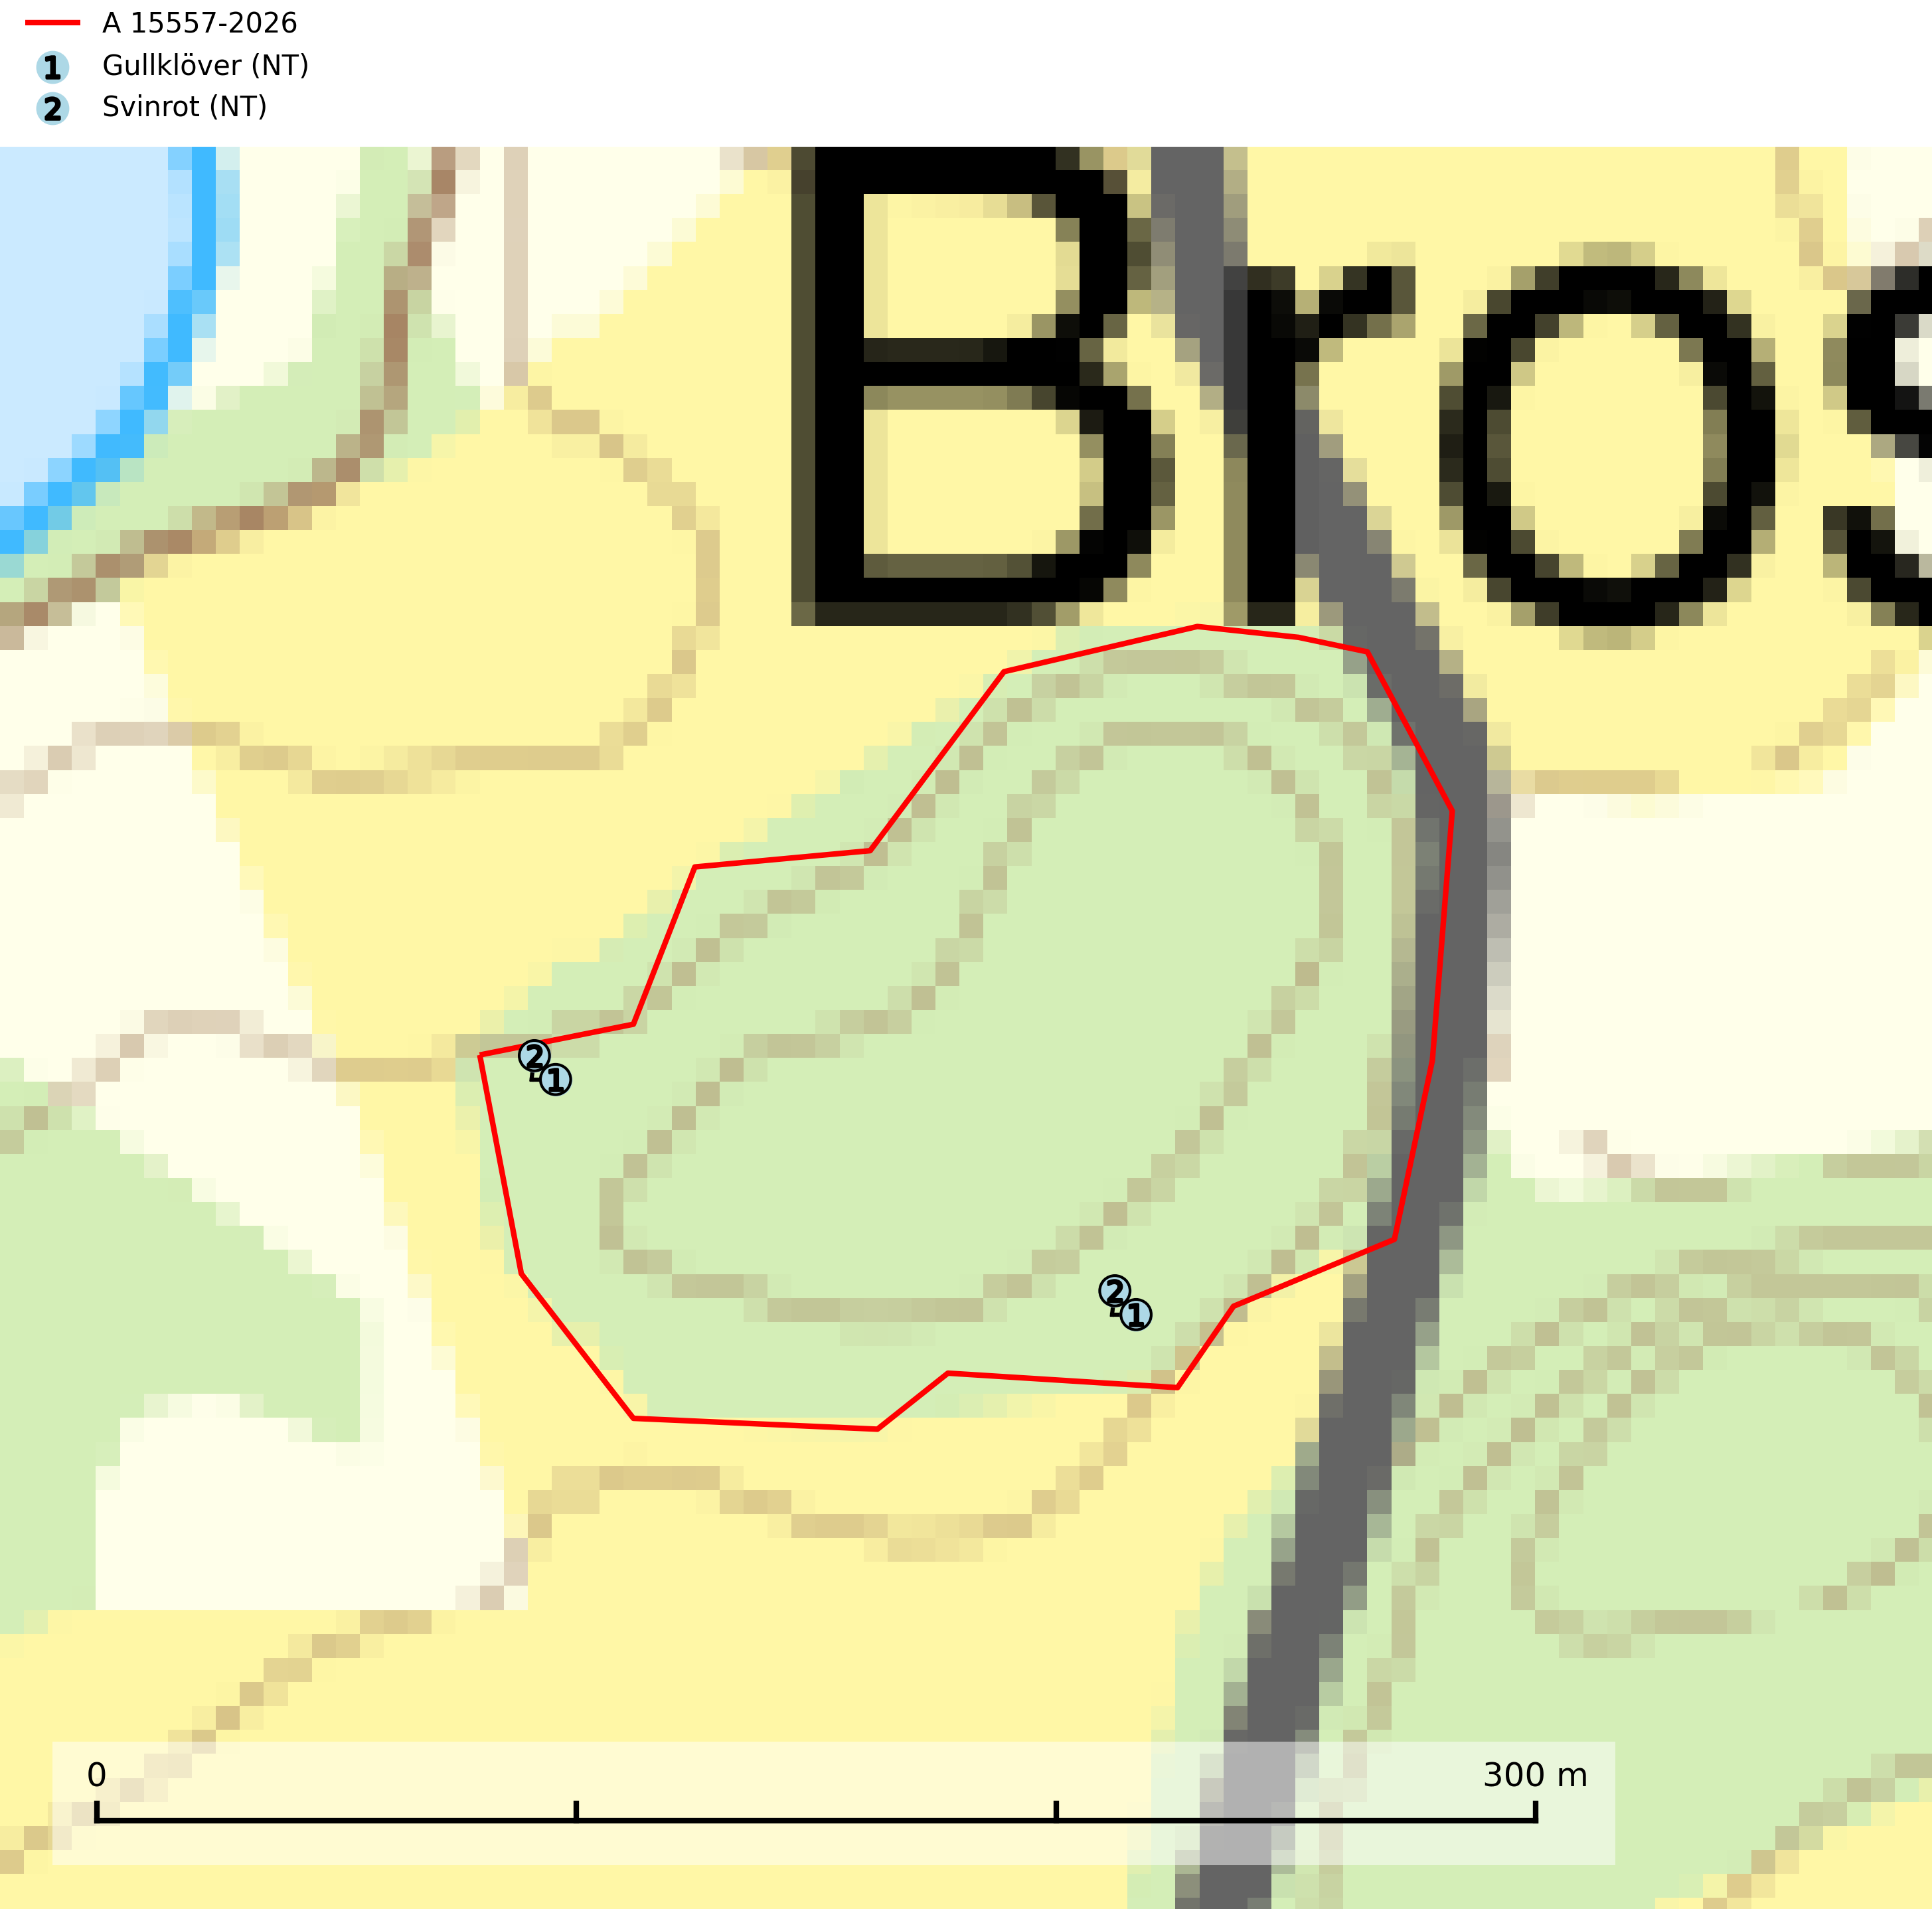 A 15557-2026
1 Gullklöver (NT)
2 Svinrot (NT)
Bros
2
1
2
1
0 300 m